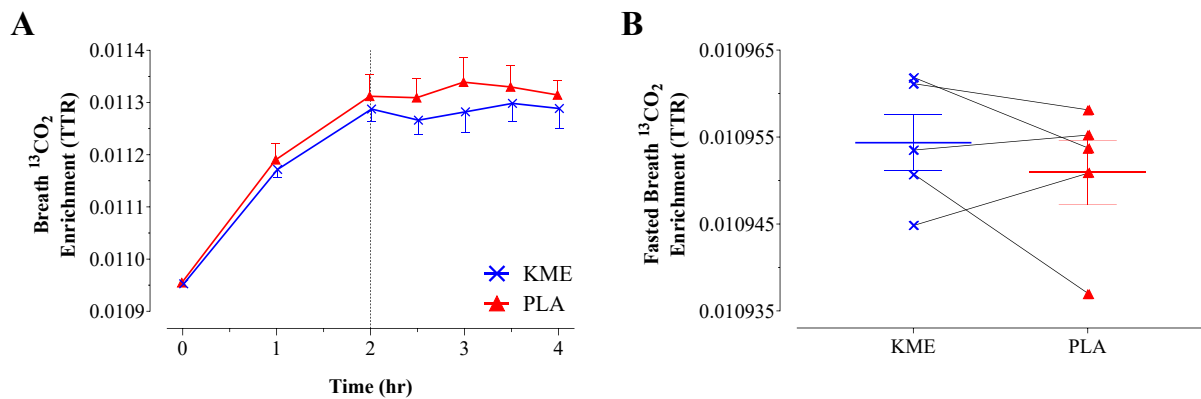 A
Breath ¹³CO₂
Enrichment (TTR)
0.0114
0.0113
0.0112
0.0111
0.0110
0.0109
0
1
2
3
4
Time (hr)
KME
PLA
B
Fasted Breath ¹³CO₂
Enrichment (TTR)
0.010965
0.010955
0.010945
0.010935
KME
PLA